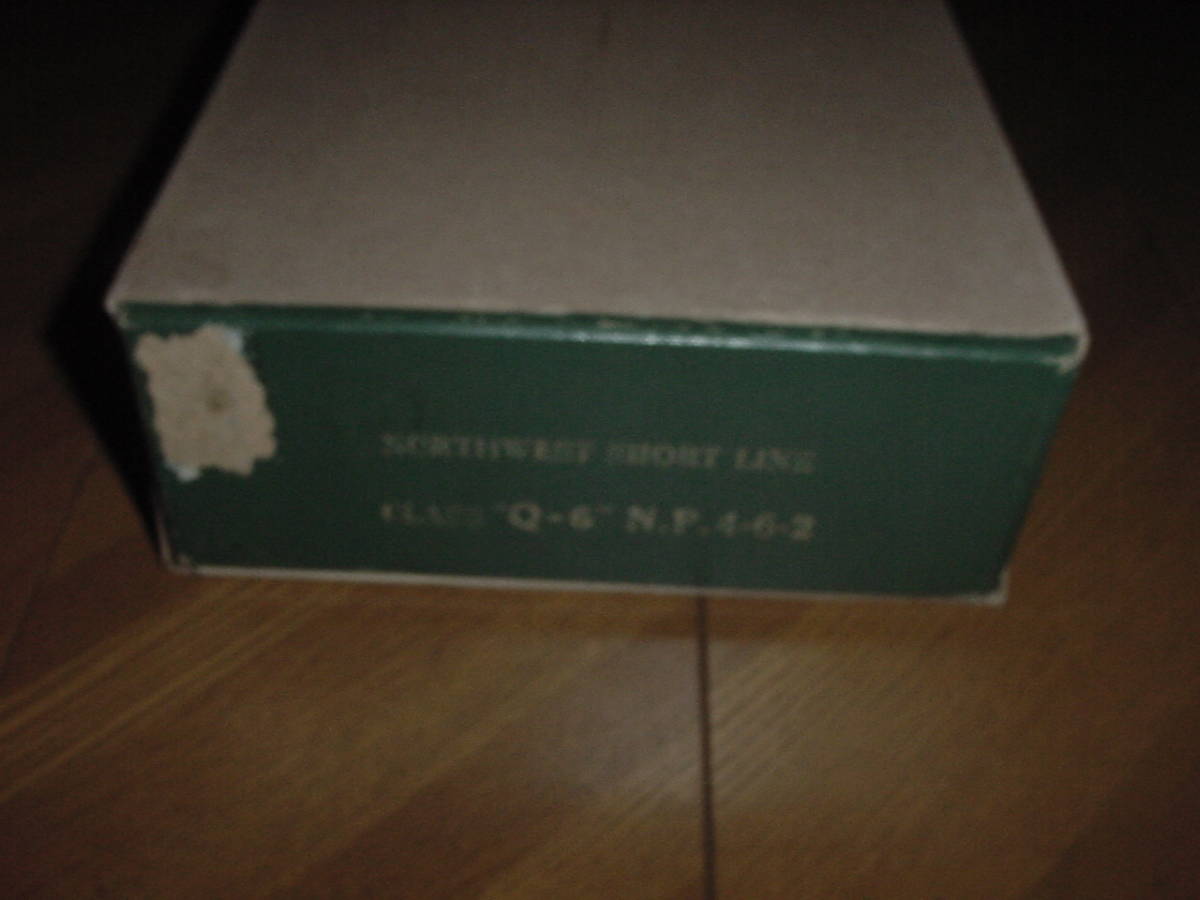 NORTHWEST SHORT LINE
CLASS "Q-6" N.P. 4-6-2